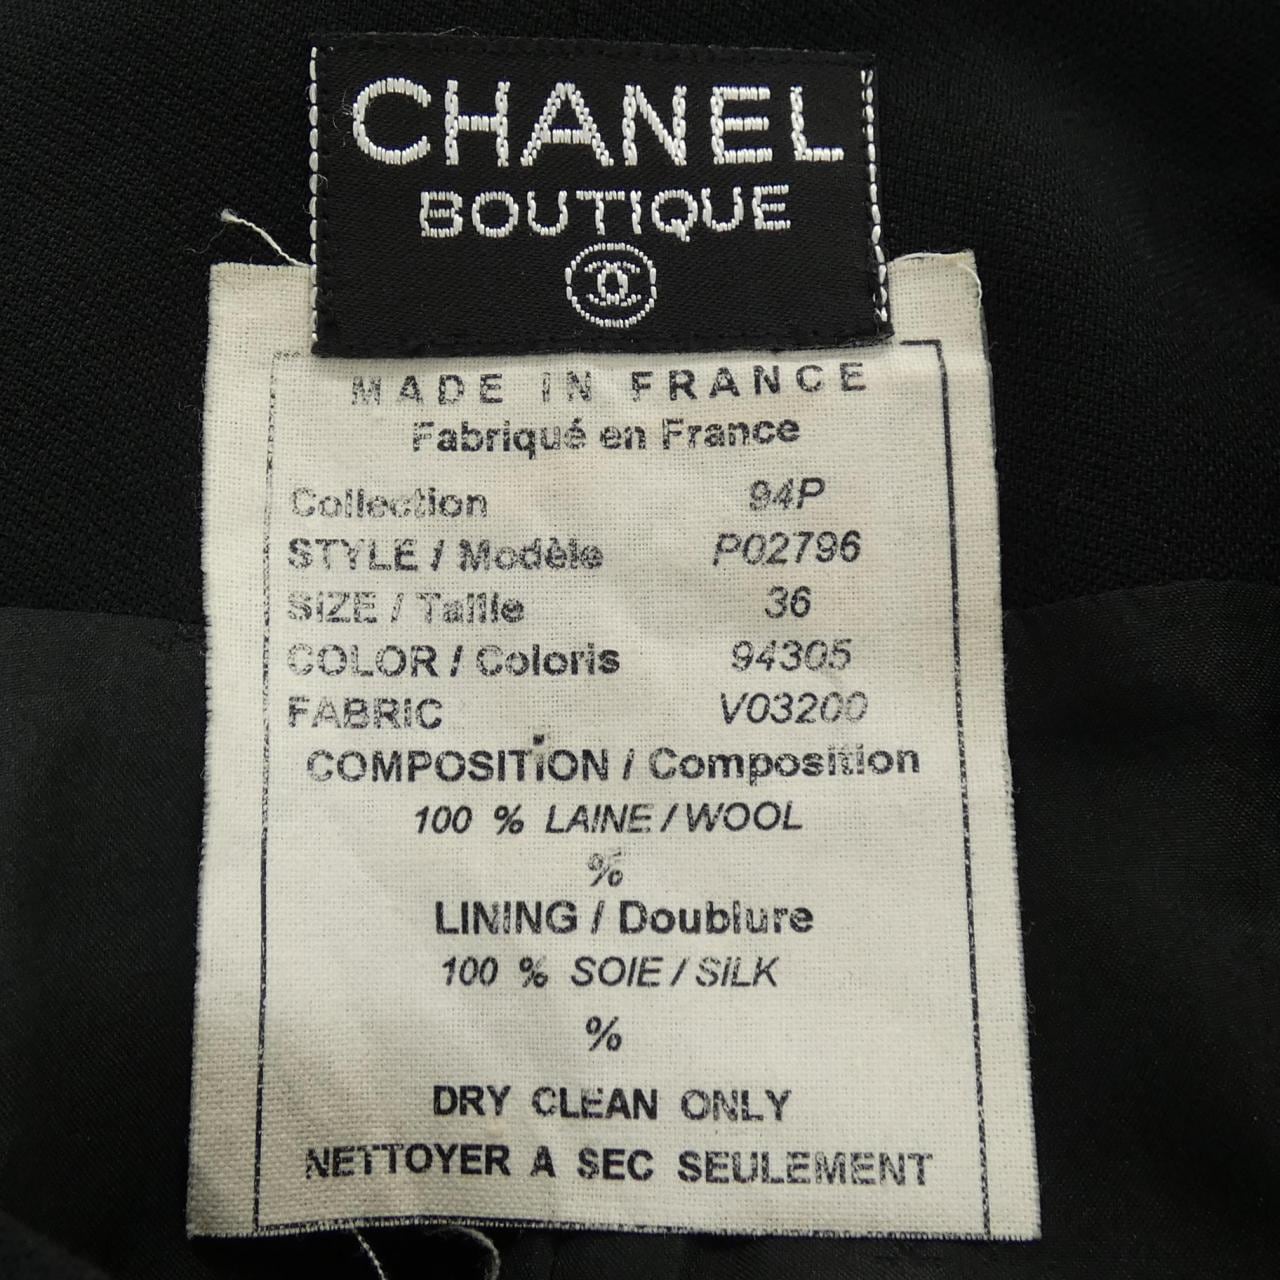 CHANEL
BOUTIQUE
MADE IN FRANCE
Fabriqué en France
Collection 94P
STYLE / Modèle P02796
SIZE / Taille 36
COLOR / Coloris 94305
FABRIC V03200
COMPOSITION / Composition
100 % LAINE / WOOL
%
LINING / Doublure
100 % SOIE / SILK
%
DRY CLEAN ONLY
NETTOYER A SEC SEULEMENT